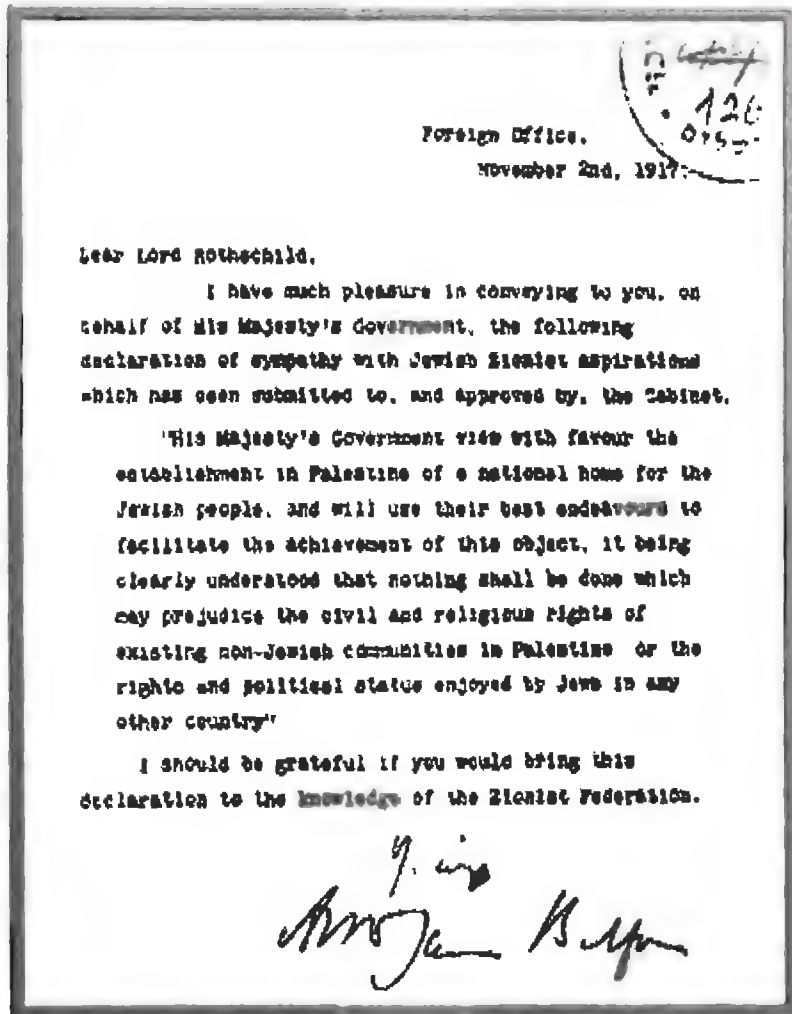 126
Foreign Office,
November 2nd, 1917.
Dear Lord Rothschild,
I have much pleasure in conveying to you, on
behalf of His Majesty's Government, the following
declaration of sympathy with Jewish Zionist aspirations
which has been submitted to, and approved by, the Cabinet.
"His Majesty's Government view with favour the
establishment in Palestine of a national home for the
Jewish people, and will use their best endeavours to
facilitate the achievement of this object, it being
clearly understood that nothing shall be done which
may prejudice the civil and religious rights of
existing non-Jewish communities in Palestine or the
rights and political status enjoyed by Jews in any
other country"
I should be grateful if you would bring this
declaration to the knowledge of the Zionist Federation.
Arthur James Balfour